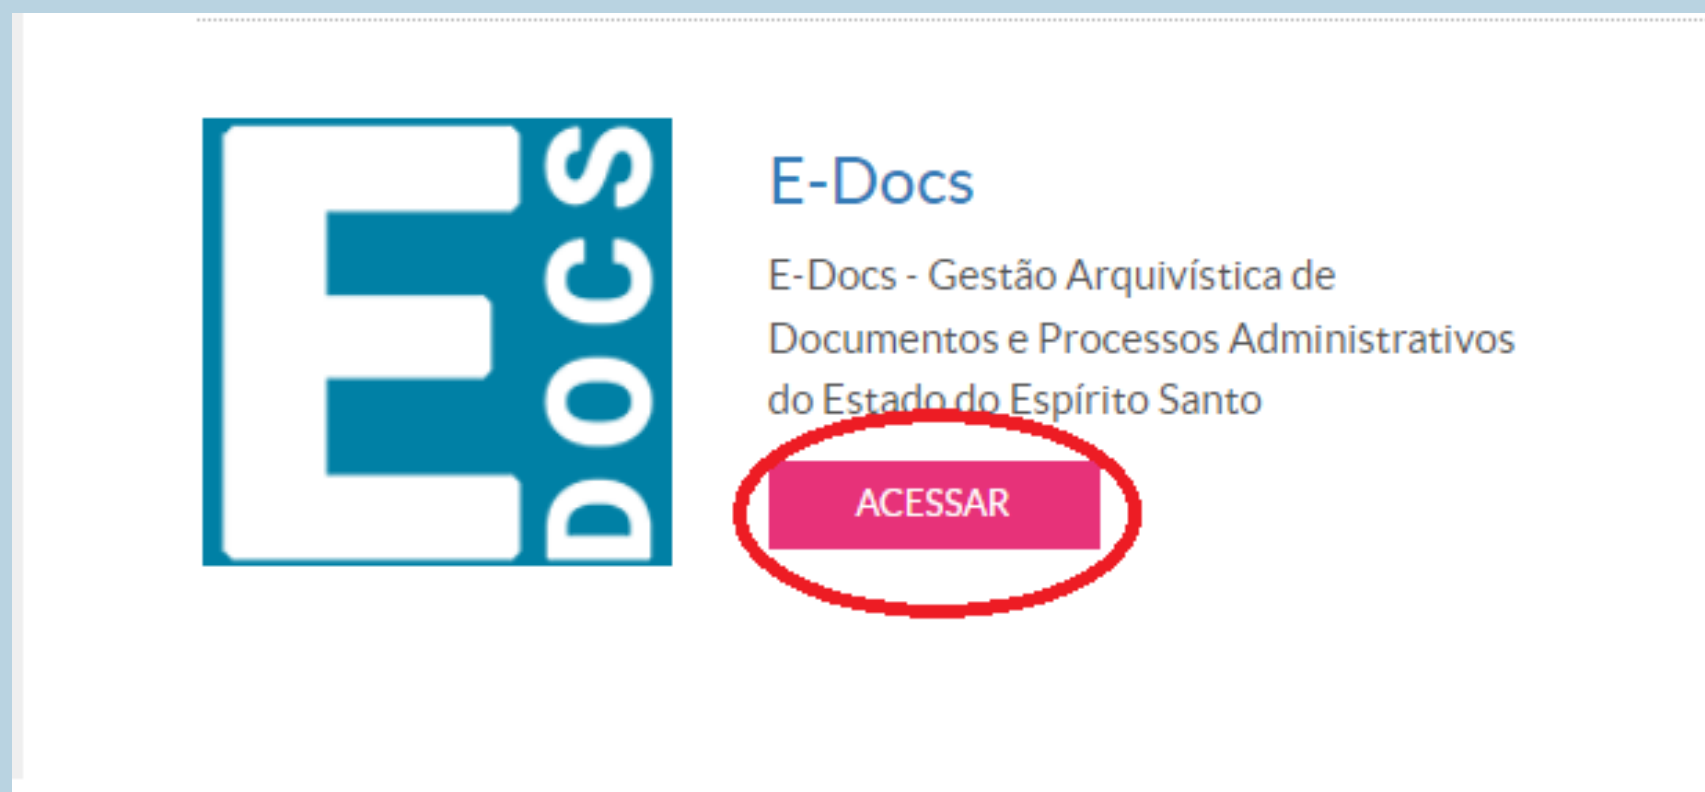 E DOCS
E-Docs
E-Docs - Gestão Arquivística de
Documentos e Processos Administrativos
do Estado do Espírito Santo
ACESSAR